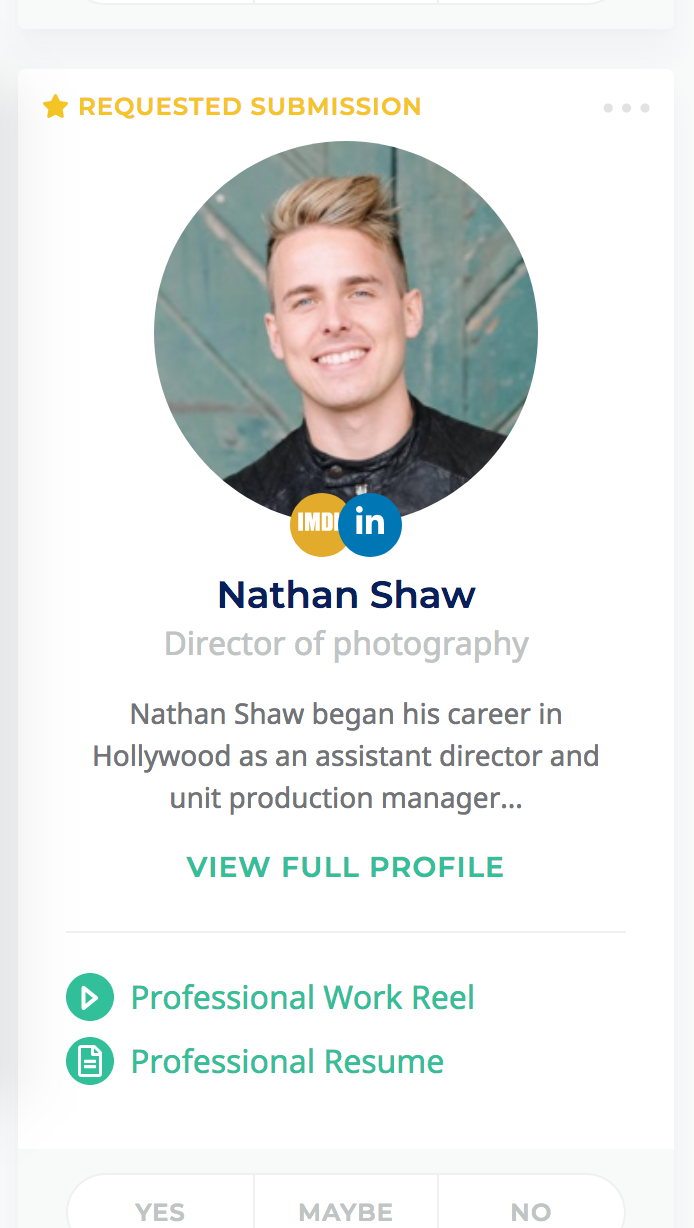 REQUESTED SUBMISSION
IMD
in
Nathan Shaw
Director of photography
Nathan Shaw began his career in
Hollywood as an assistant director and
unit production manager...
VIEW FULL PROFILE
Professional Work Reel
Professional Resume
YES MAYBE NO